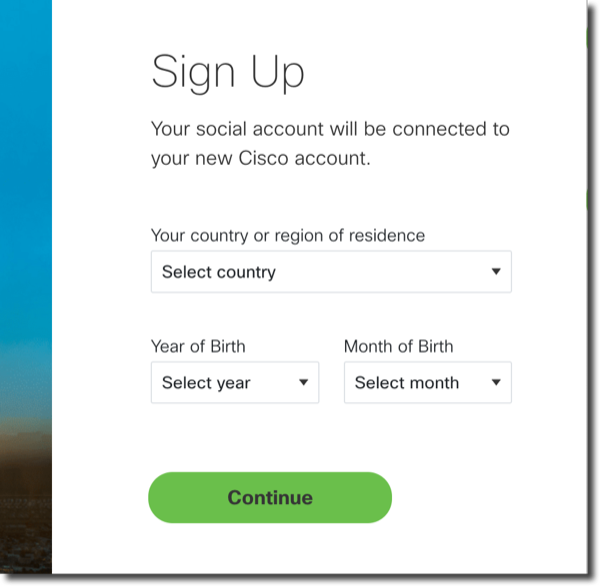 Sign Up
Your social account will be connected to
your new Cisco account.
Your country or region of residence
Select country
Year of Birth
Month of Birth
Select year
Select month
Continue